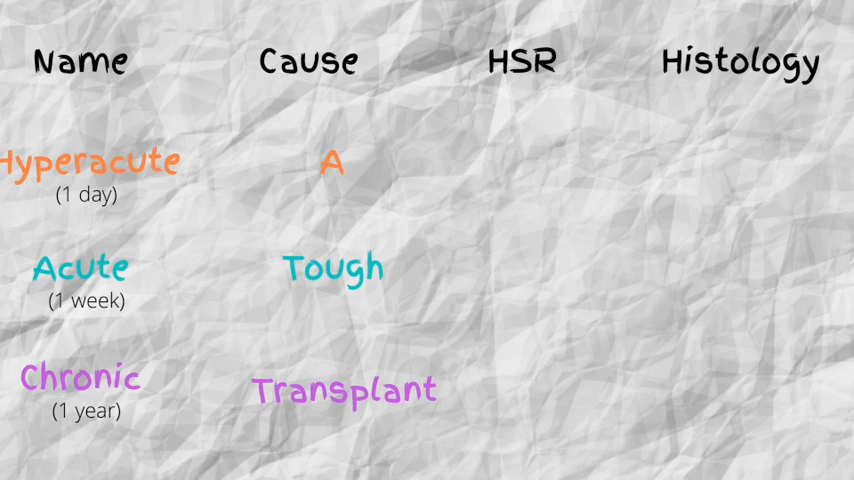 Name Cause HSR Histology
Hyperacute A
(1 day)
Acute Tough
(1 week)
Chronic Transplant
(1 year)